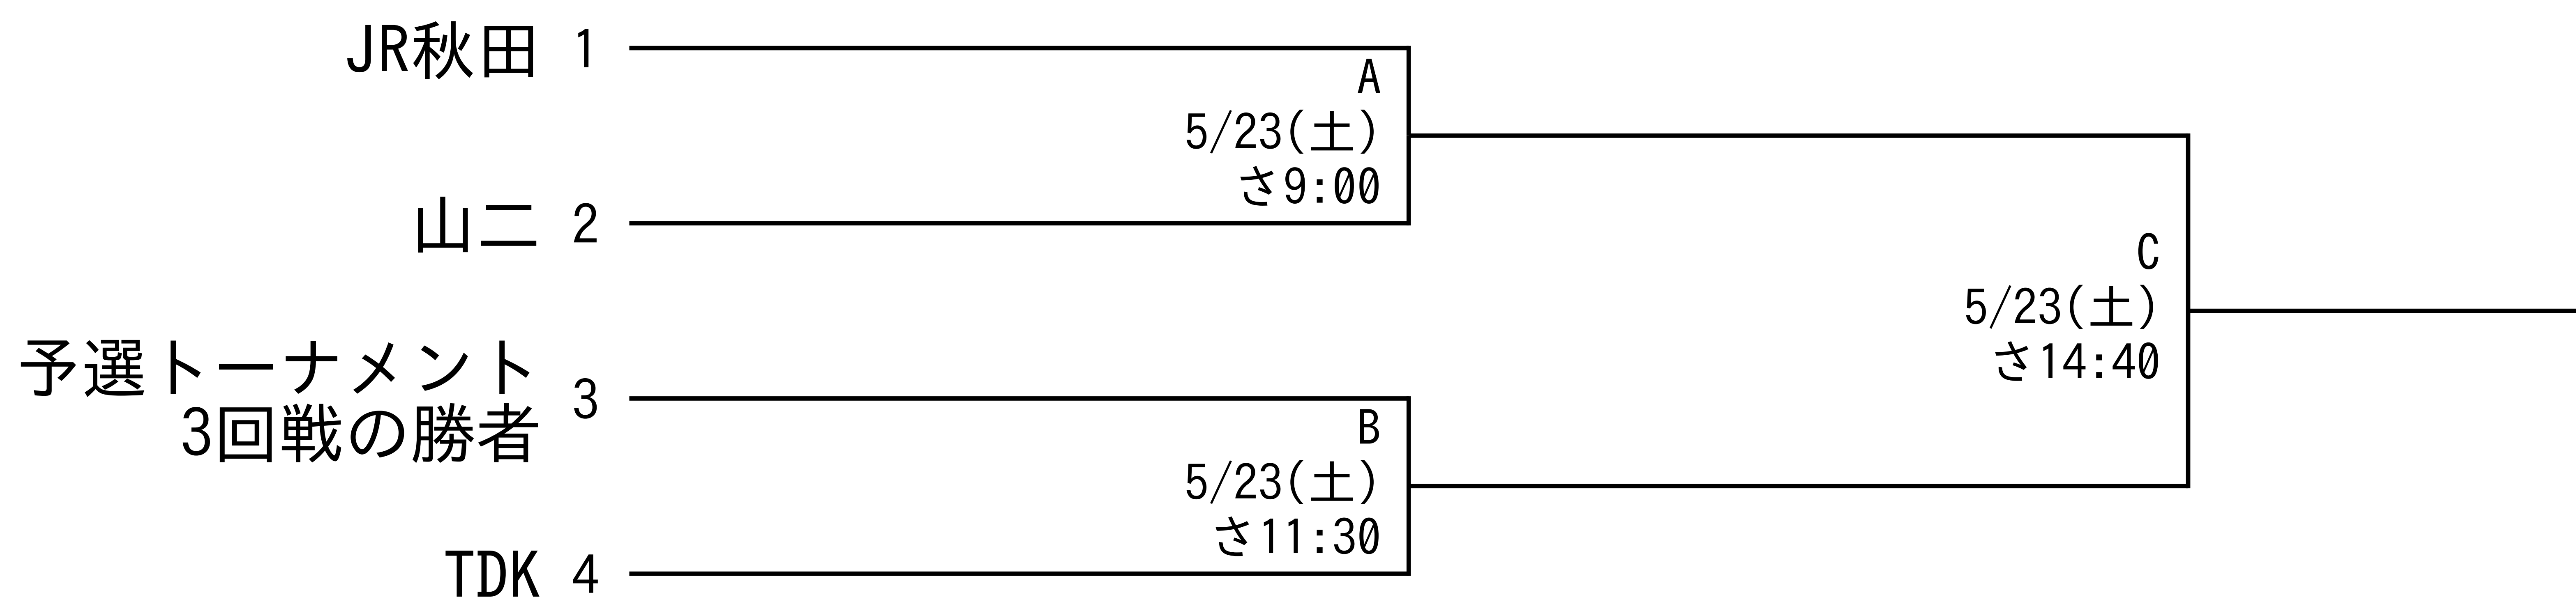 JR秋田 1
A
5/23(土)
さ9:00
山二 2
C
5/23(土)
さ14:40
予選トーナメント
3回戦の勝者 3
B
5/23(土)
さ11:30
TDK 4